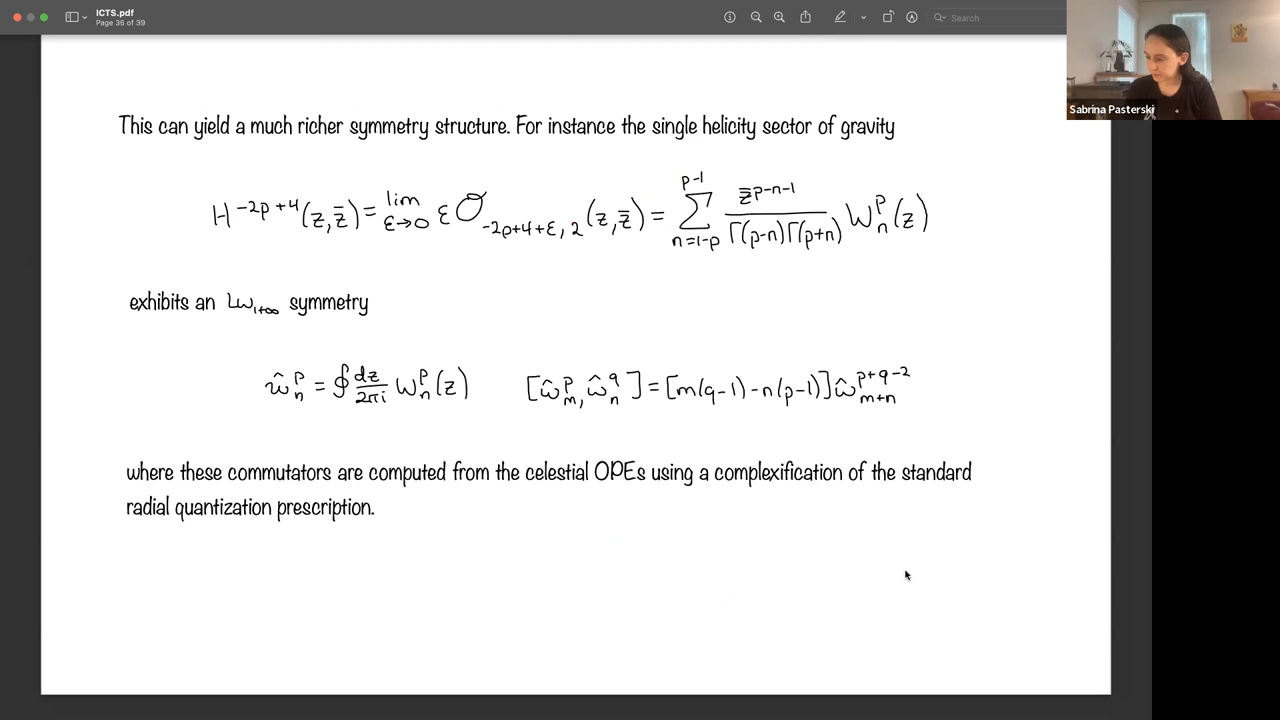 ICTS.pdf
Page 36 of 39
Search
Sabrina Pasterski
This can yield a much richer symmetry structure. For instance the single helicity sector of gravity
H^{-2p+4}(z,z̄) = lim_{ε→0} ε O_{-2p+4+ε, 2}(z,z̄) = Σ_{n=1-p}^{p-1} z̄^{p-n-1} / Γ(p-n)Γ(p+n) W^p_n(z)
exhibits an Lw_{1+∞} symmetry
ŵ^p_n = ∮ dz/2πi W^p_n(z)    [ŵ^p_m, ŵ^q_n] = [m(q-1)-n(p-1)] ŵ^{p+q-2}_{m+n}
where these commutators are computed from the celestial OPEs using a complexification of the standard
radial quantization prescription.